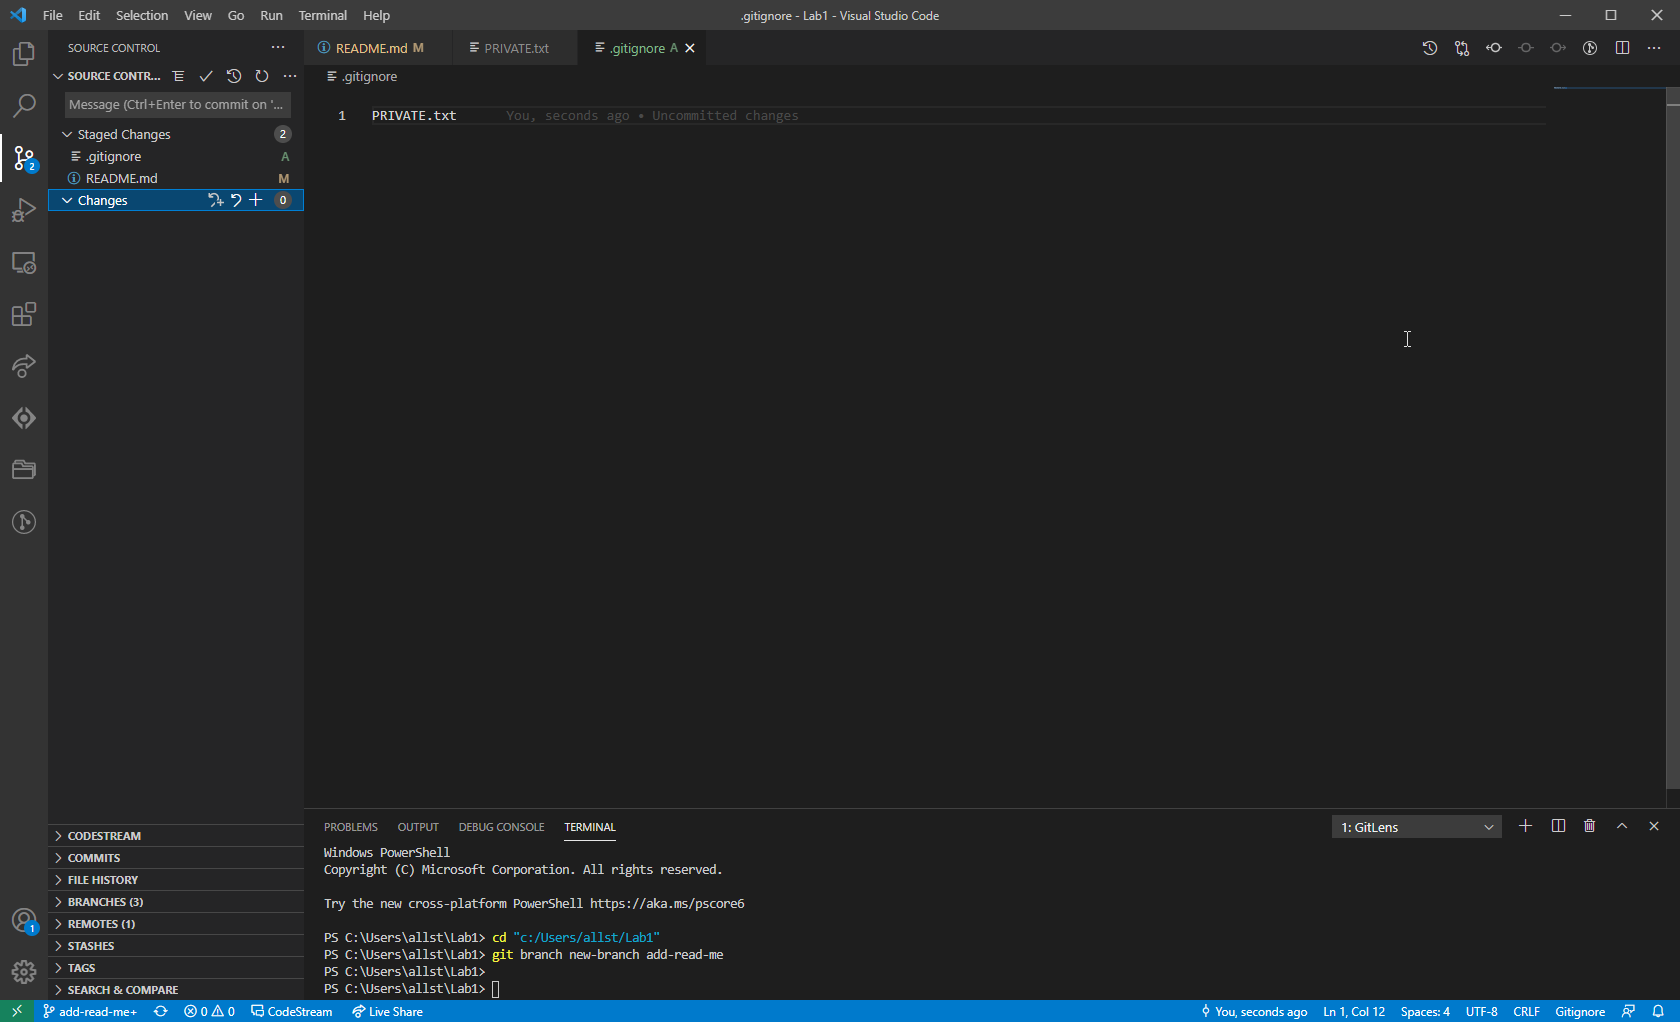 File Edit Selection View Go Run Terminal Help
.gitignore - Lab1 - Visual Studio Code
SOURCE CONTROL
SOURCE CONTR...
Message (Ctrl+Enter to commit on '...
Staged Changes 2
.gitignore A
README.md M
Changes 0
2
README.md M
PRIVATE.txt
.gitignore A
.gitignore
1 PRIVATE.txt You, seconds ago • Uncommitted changes
CODESTREAM
COMMITS
FILE HISTORY
BRANCHES (3)
REMOTES (1)
STASHES
TAGS
SEARCH & COMPARE
1
PROBLEMS OUTPUT DEBUG CONSOLE TERMINAL
1: GitLens
Windows PowerShell
Copyright (C) Microsoft Corporation. All rights reserved.
Try the new cross-platform PowerShell https://aka.ms/pscore6
PS C:\Users\allst\Lab1> cd "c:/Users/allst/Lab1"
PS C:\Users\allst\Lab1> git branch new-branch add-read-me
PS C:\Users\allst\Lab1>
PS C:\Users\allst\Lab1>
add-read-me+ 0 0 CodeStream Live Share
You, seconds ago Ln 1, Col 12 Spaces: 4 UTF-8 CRLF Gitignore